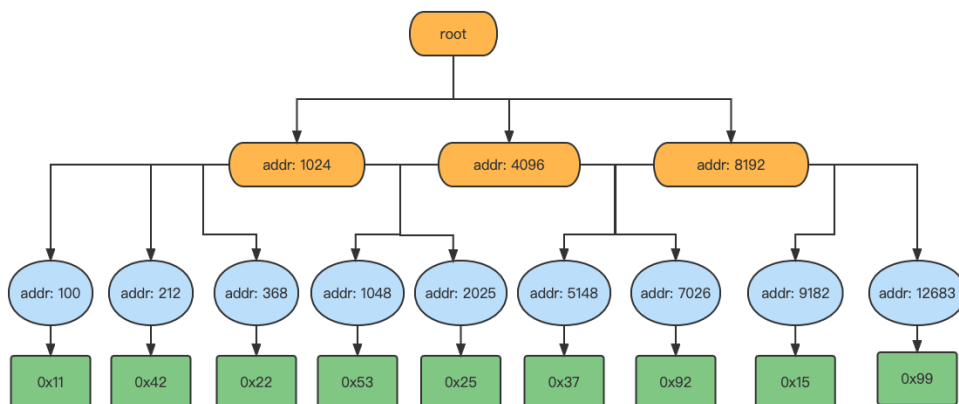 root
addr: 1024
addr: 4096
addr: 8192
addr: 100
addr: 212
addr: 368
addr: 1048
addr: 2025
addr: 5148
addr: 7026
addr: 9182
addr: 12683
0x11
0x42
0x22
0x53
0x25
0x37
0x92
0x15
0x99